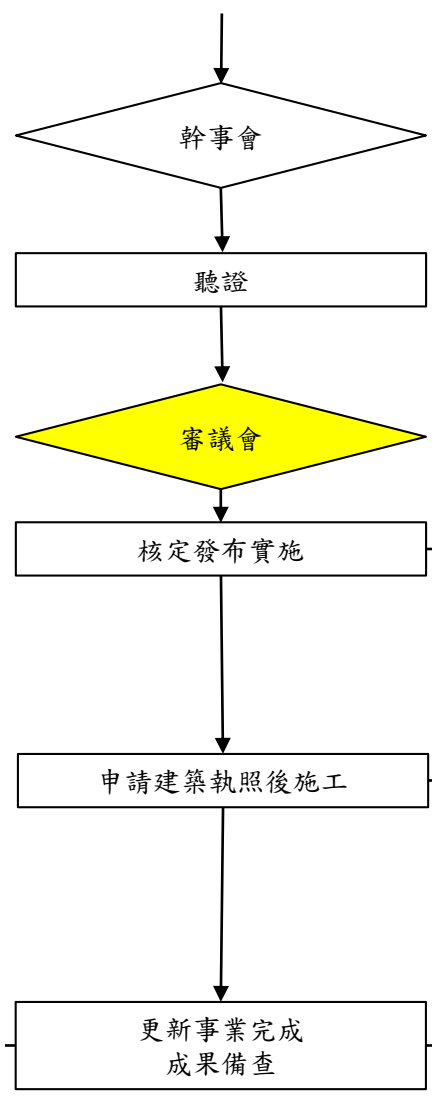 幹事會
聽證
審議會
核定發布實施
申請建築執照後施工
更新事業完成
成果備查